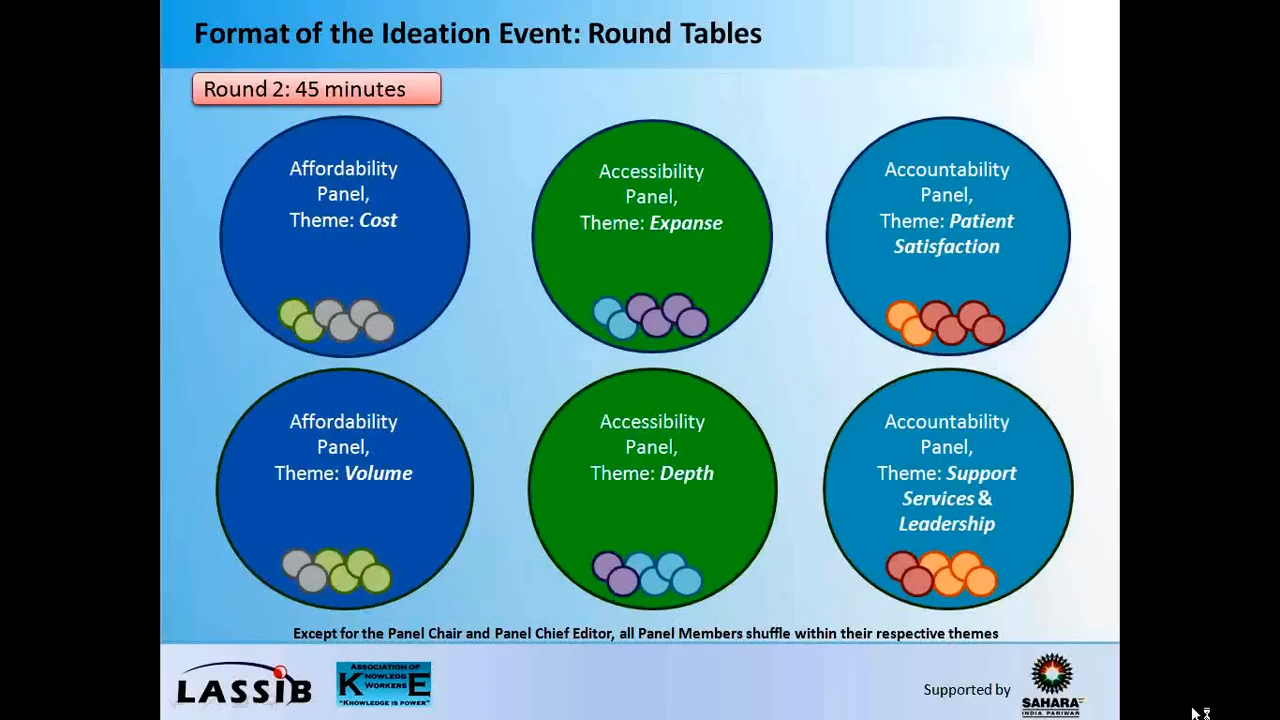 Format of the Ideation Event: Round Tables
Round 2: 45 minutes
Affordability
Panel,
Theme: Cost
Accessibility
Panel,
Theme: Expanse
Accountability
Panel,
Theme: Patient
Satisfaction
Affordability
Panel,
Theme: Volume
Accessibility
Panel,
Theme: Depth
Accountability
Panel,
Theme: Support
Services &
Leadership
Except for the Panel Chair and Panel Chief Editor, all Panel Members shuffle within their respective themes
LASSIB
ASSOCIATION OF
KNOWLEDGE
WORKERS
"KNOWLEDGE IS POWER"
Supported by
SAHARA
INDIA PARIWAR